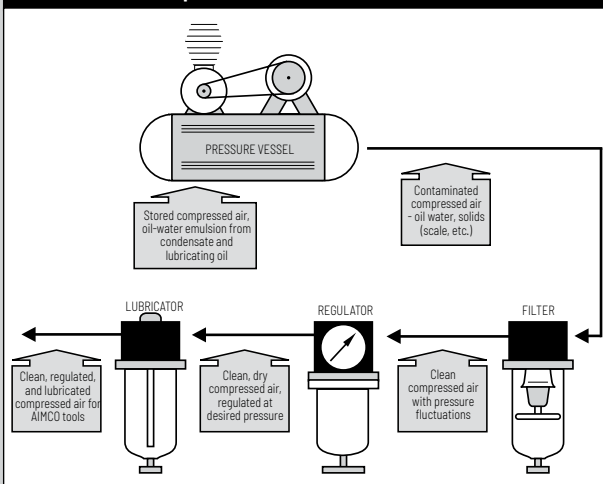 PRESSURE VESSEL
Stored compressed air,
oil-water emulsion from
condensate and
lubricating oil
Contaminated
compressed air
- oil water, solids
(scale, etc.)
LUBRICATOR
REGULATOR
FILTER
Clean, regulated,
and lubricated
compressed air for
AIMCO tools
Clean, dry
compressed air,
regulated at
desired pressure
Clean
compressed air
with pressure
fluctuations